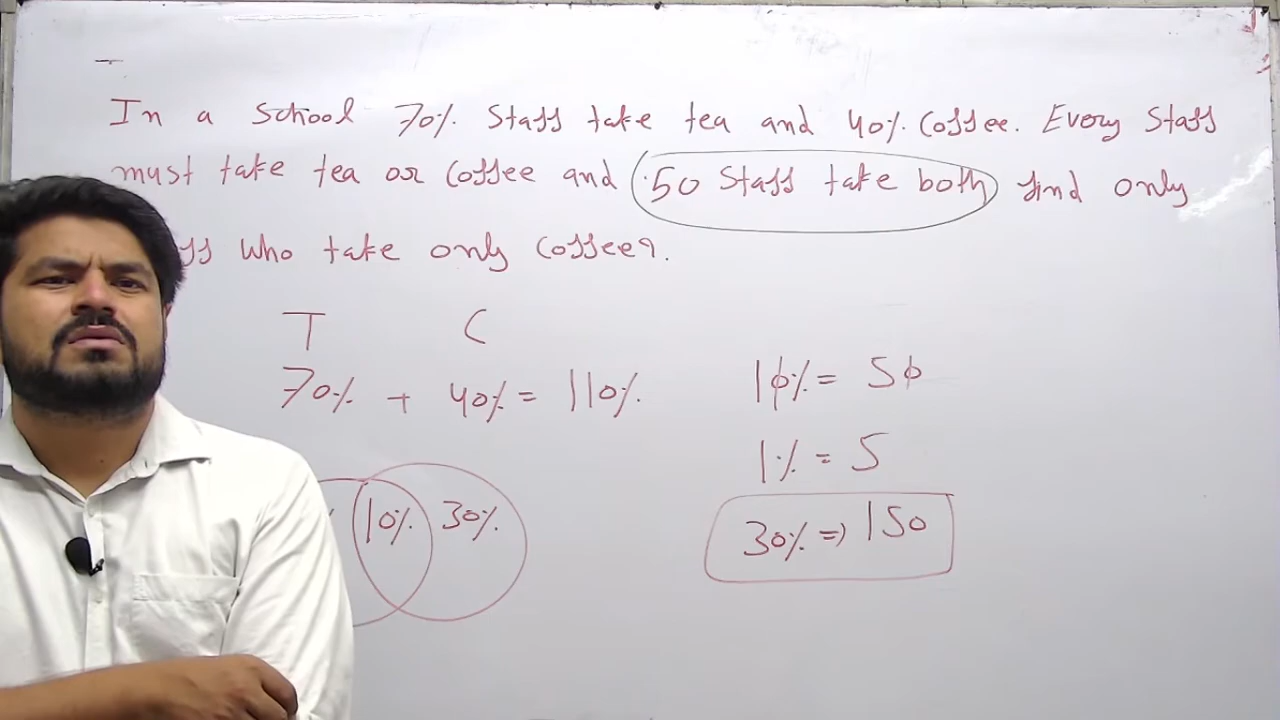 In a school 70% Staff take tea and 40% Coffee. Every Staff
must take tea or Coffee and 50 Staff take both find only
who take only Coffee?
T C
70% + 40% = 110%
10% 30%
10% = 50
1% = 5
30% => 150